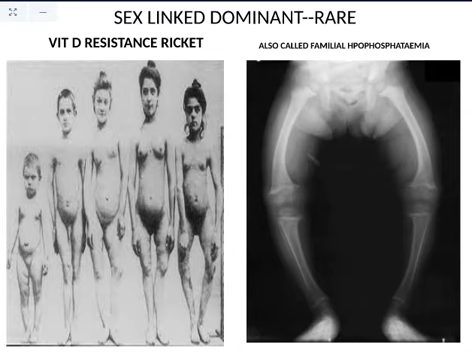 SEX LINKED DOMINANT--RARE
VIT D RESISTANCE RICKET
ALSO CALLED FAMILIAL HPOPHOSPHATAEMIA